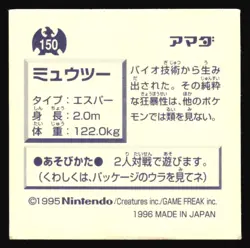 150
アマダ
ミュウツー
タイプ：エスパー
身長：2.0m
体重：122.0kg
バイオ技術から生み
出された。その純粋
な狂暴性は、他のポケ
モンでは類を見ない。
●あそびかた● 2人対戦で遊びます。
(くわしくは、パッケージのウラを見てネ)
©1995 Nintendo/Creatures inc./GAME FREAK inc.
1996 MADE IN JAPAN